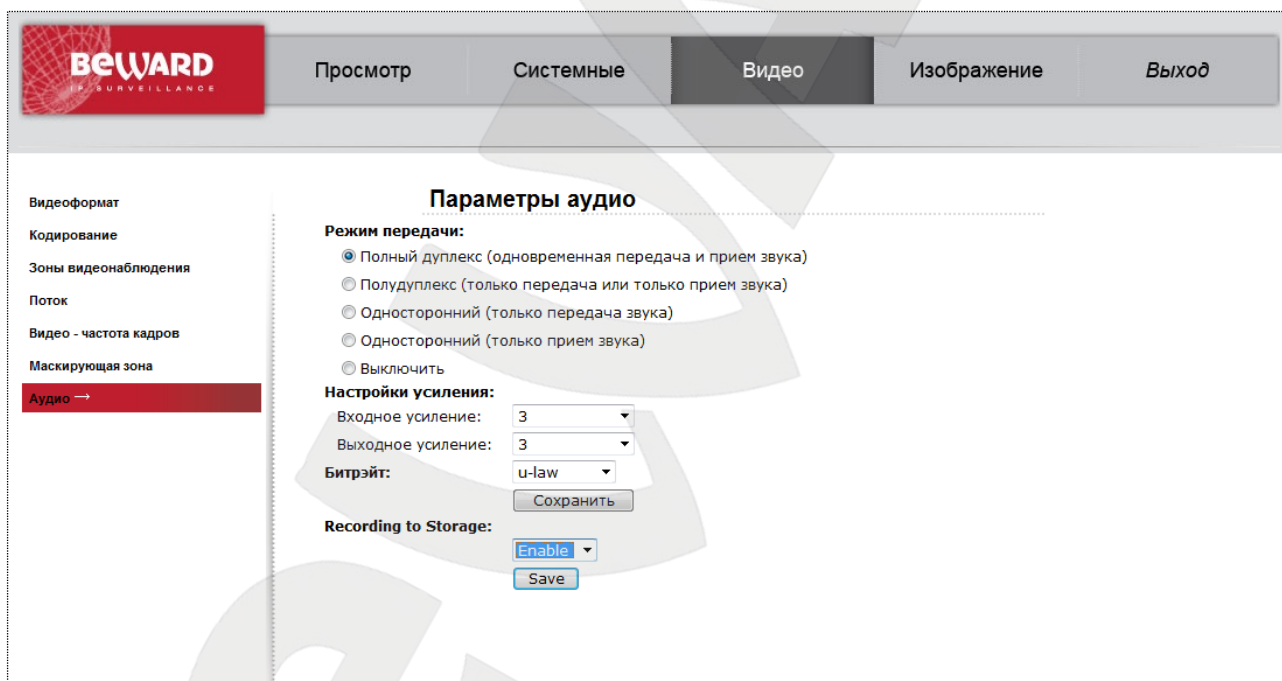 BEWARD
IP SURVEILLANCE
Просмотр
Системные
Видео
Изображение
Выход
Видеоформат
Кодирование
Зоны видеонаблюдения
Поток
Видео - частота кадров
Маскирующая зона
Аудио →
Параметры аудио
Режим передачи:
Полный дуплекс (одновременная передача и прием звука)
Полудуплекс (только передача или только прием звука)
Односторонний (только передача звука)
Односторонний (только прием звука)
Выключить
Настройки усиления:
Входное усиление: 3
Выходное усиление: 3
Битрэйт: u-law
Сохранить
Recording to Storage:
Enable
Save